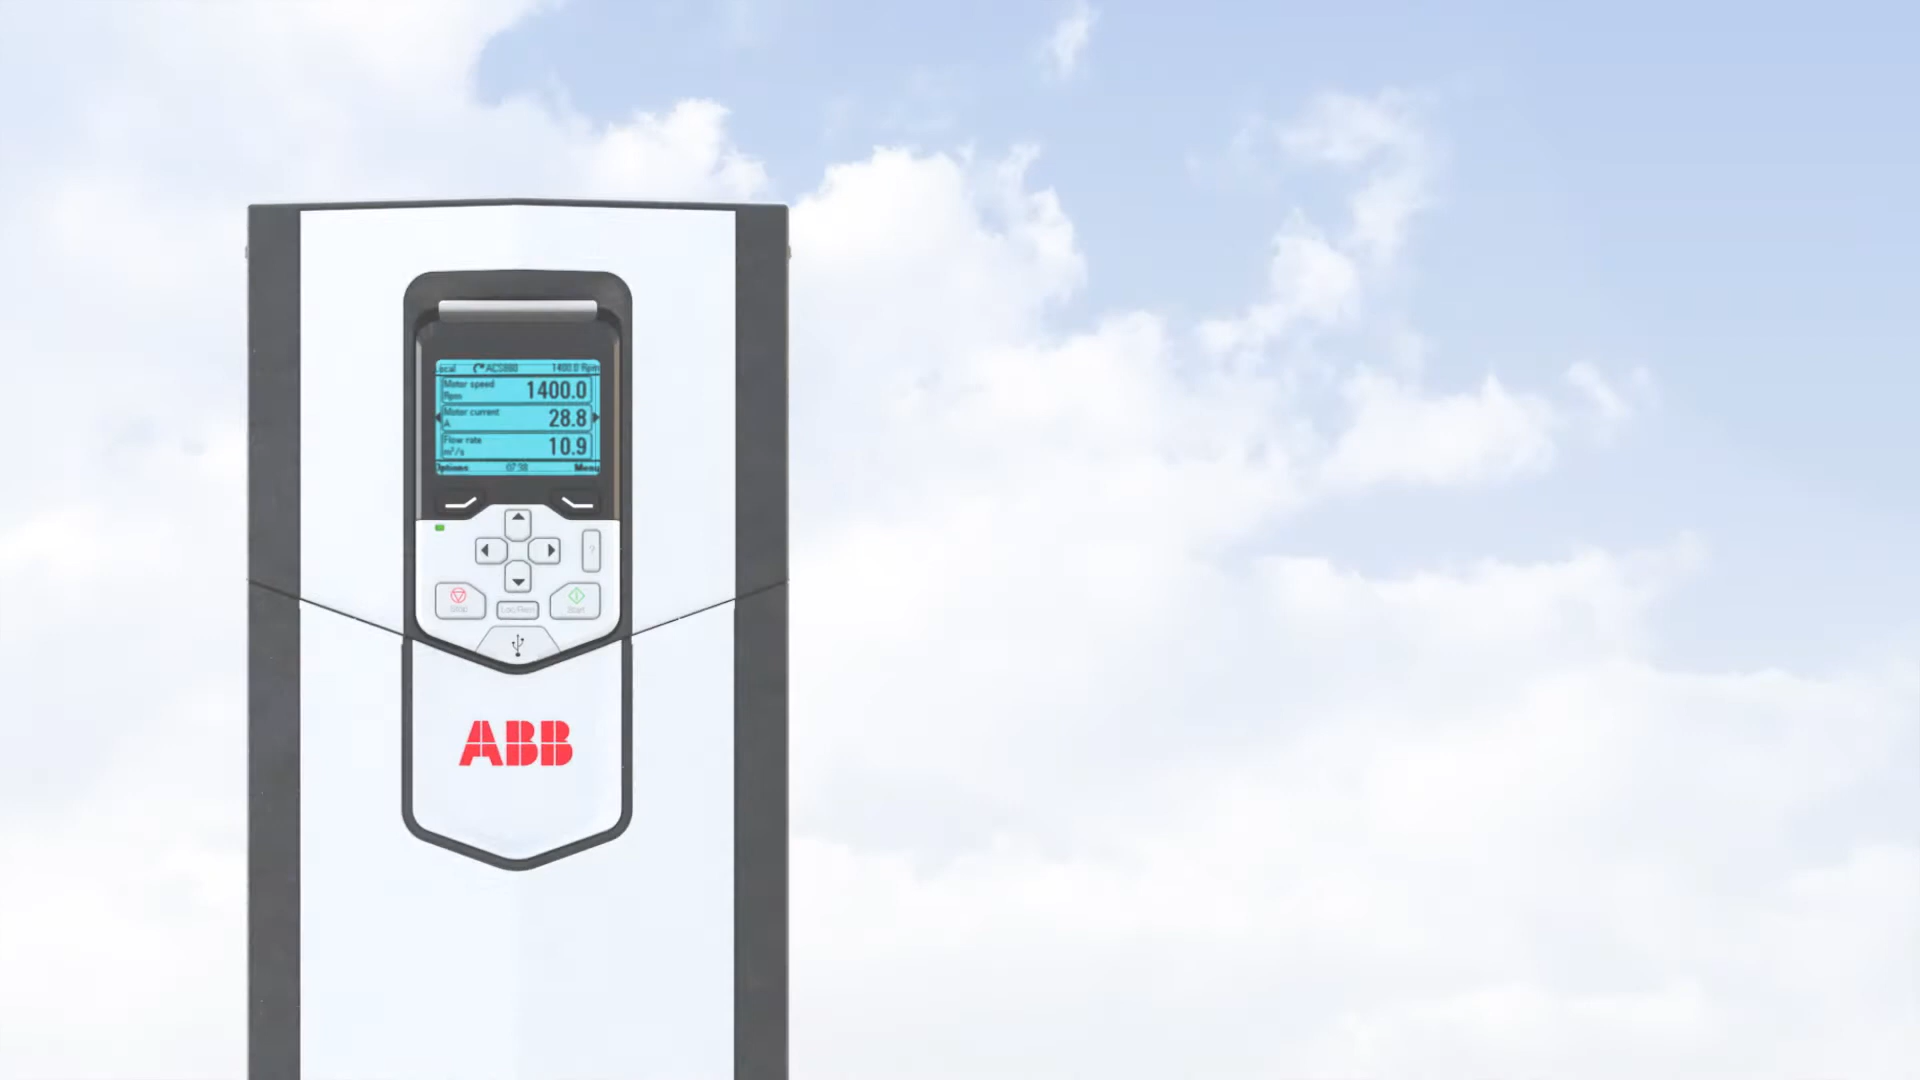 Local ACS880 1400.0 Rpm
Motor speed
Rpm 1400.0
Motor current
A 28.8
Flow rate
m³/s 10.9
Options 07:38 Menu
?
Stop Loc/Rem Start
ABB